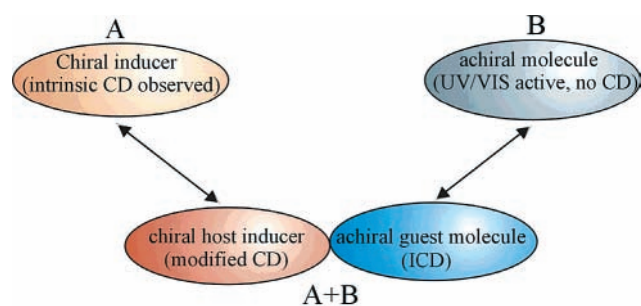 A
Chiral inducer
(intrinsic CD observed)
B
achiral molecule
(UV/VIS active, no CD)
chiral host inducer
(modified CD)
achiral guest molecule
(ICD)
A+B